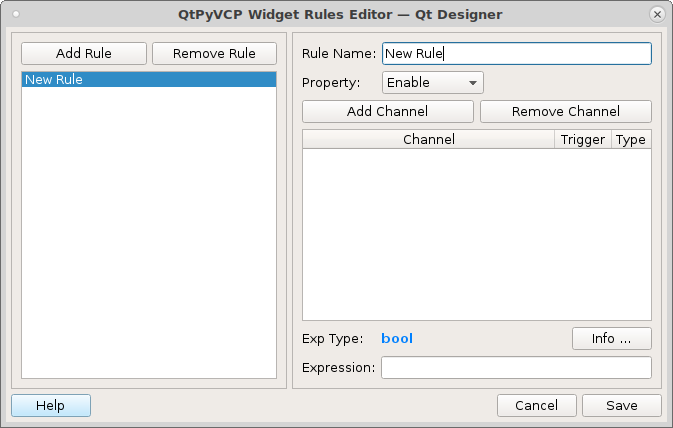 QtPyVCP Widget Rules Editor — Qt Designer
Add Rule Remove Rule
New Rule
Rule Name: New Rule
Property: Enable
Add Channel Remove Channel
Channel Trigger Type
Exp Type: bool Info ...
Expression:
Help Cancel Save